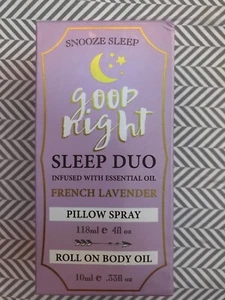 SNOOZE SLEEP
good
night
SLEEP DUO
INFUSED WITH ESSENTIAL OIL
FRENCH LAVENDER
PILLOW SPRAY
118ml e 4fl oz
ROLL ON BODY OIL
10ml e .33fl oz